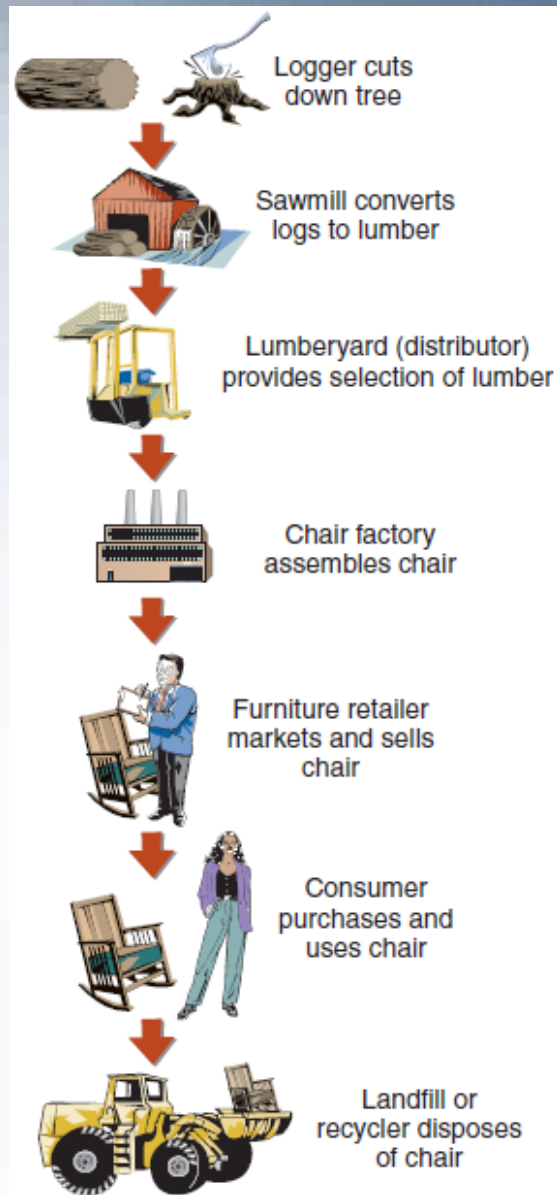 Logger cuts
down tree
Sawmill converts
logs to lumber
Lumberyard (distributor)
provides selection of lumber
Chair factory
assembles chair
Furniture retailer
markets and sells
chair
Consumer
purchases and
uses chair
Landfill or
recycler disposes
of chair